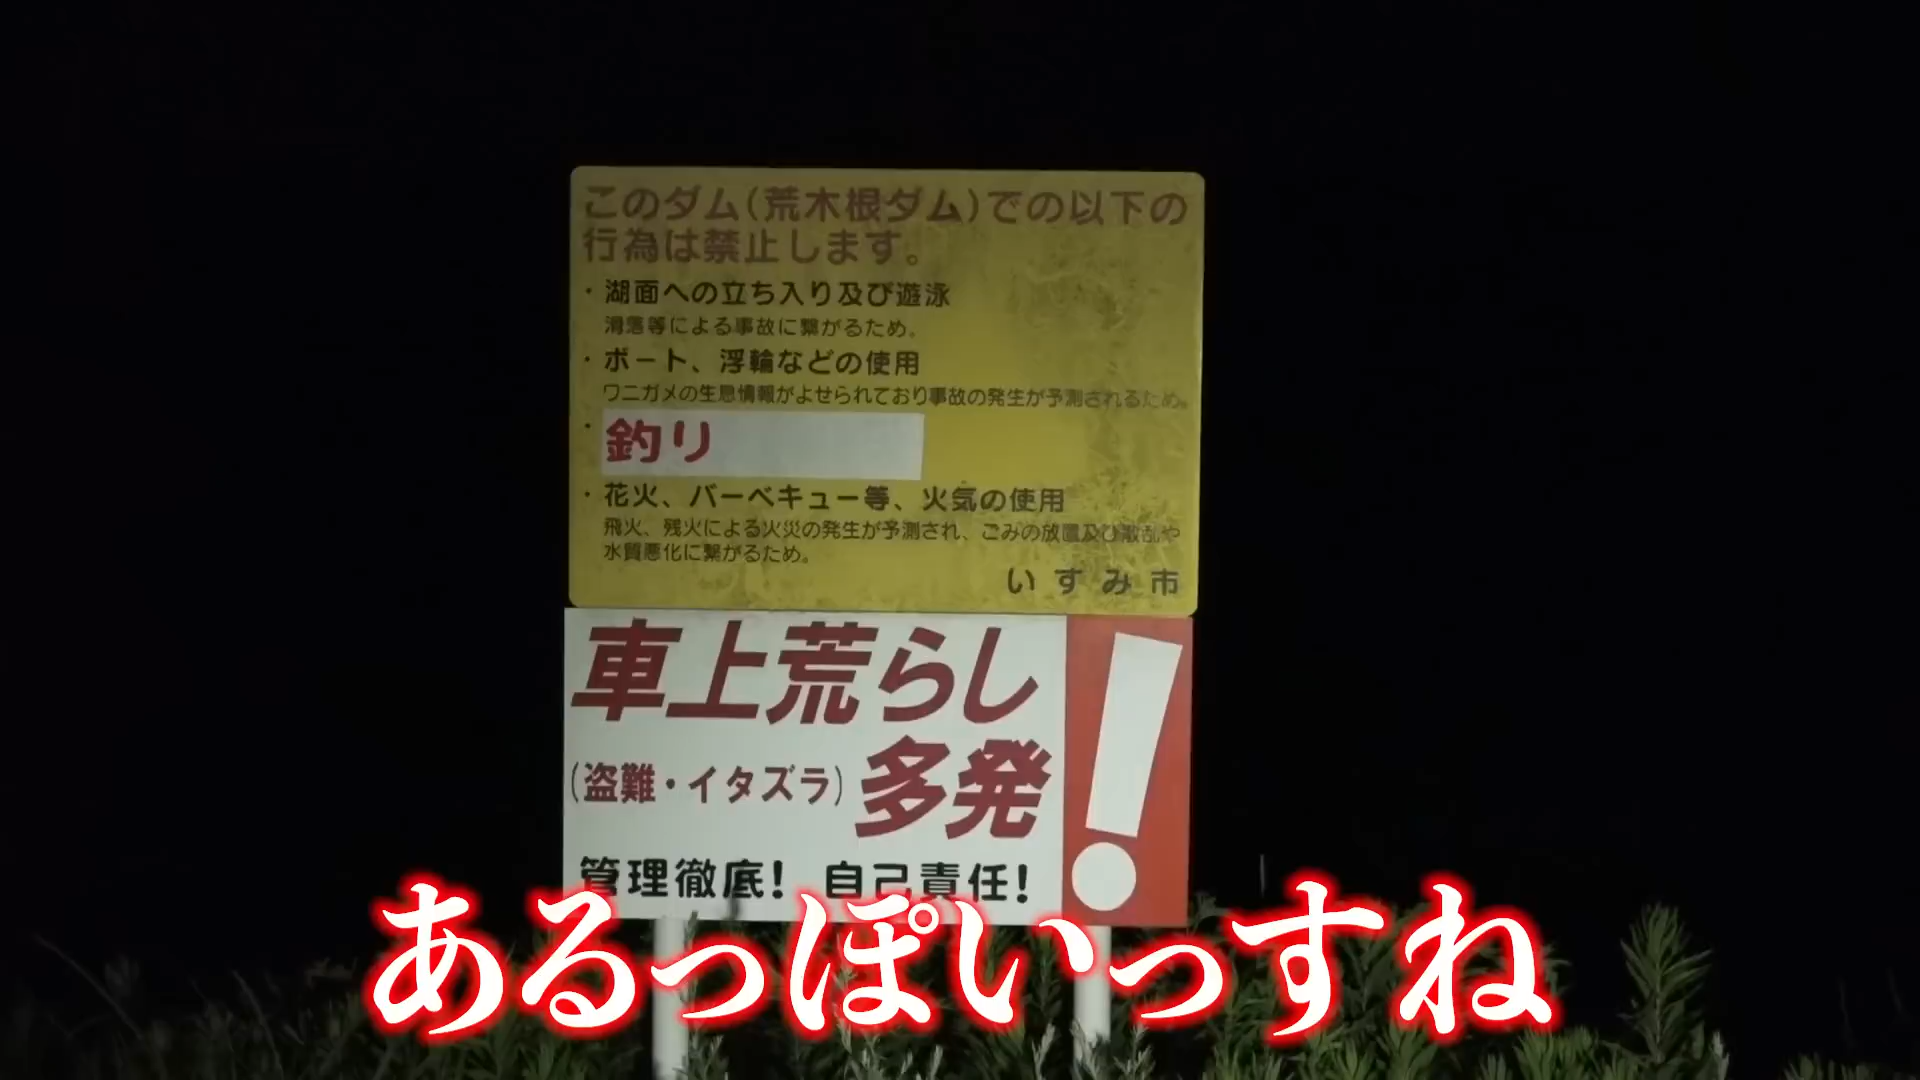 このダム(荒木根ダム)での以下の
行為は禁止します。
・湖面への立ち入り及び遊泳
滑落等による事故に繋がるため。
・ボート、浮輪などの使用
ワニガメの生息情報がよせられており事故の発生が予測されるため。
・釣り
・花火、バーベキュー等、火気の使用
飛火、残火による火災の発生が予測され、ごみの放置及び散乱や
水質悪化に繋がるため。
いすみ市
車上荒らし
(盗難・イタズラ)多発
!
管理徹底! 自己責任!
あるっぽいっすね